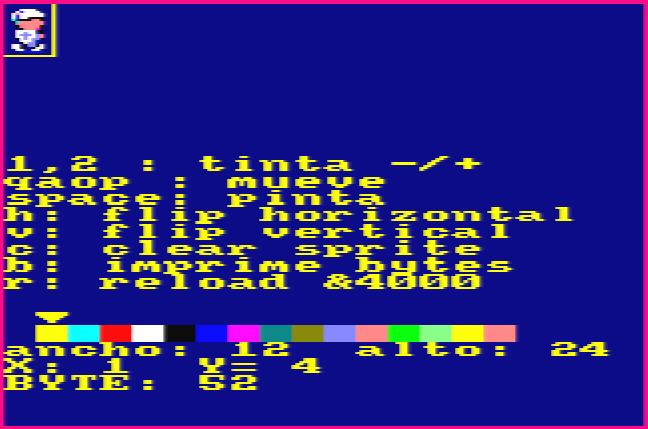 1,2 : tinta -/+
qaop : mueve
space: pinta
h: flip horizontal
v: flip vertical
c: clear sprite
b: imprime bytes
r: reload &4000
ancho: 12 alto: 24
X: 1 Y= 4
BYTE: 52